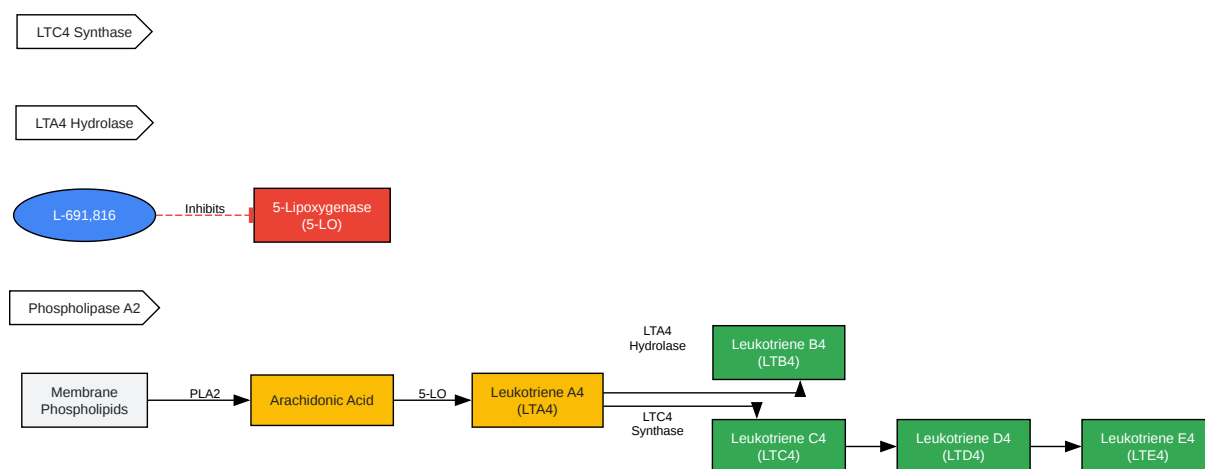 LTC4 Synthase
LTA4 Hydrolase
L-691,816
Inhibits
5-Lipoxygenase
(5-LO)
Phospholipase A2
Membrane
Phospholipids
PLA2
Arachidonic Acid
5-LO
Leukotriene A4
(LTA4)
LTA4
Hydrolase
Leukotriene B4
(LTB4)
LTC4
Synthase
Leukotriene C4
(LTC4)
Leukotriene D4
(LTD4)
Leukotriene E4
(LTE4)